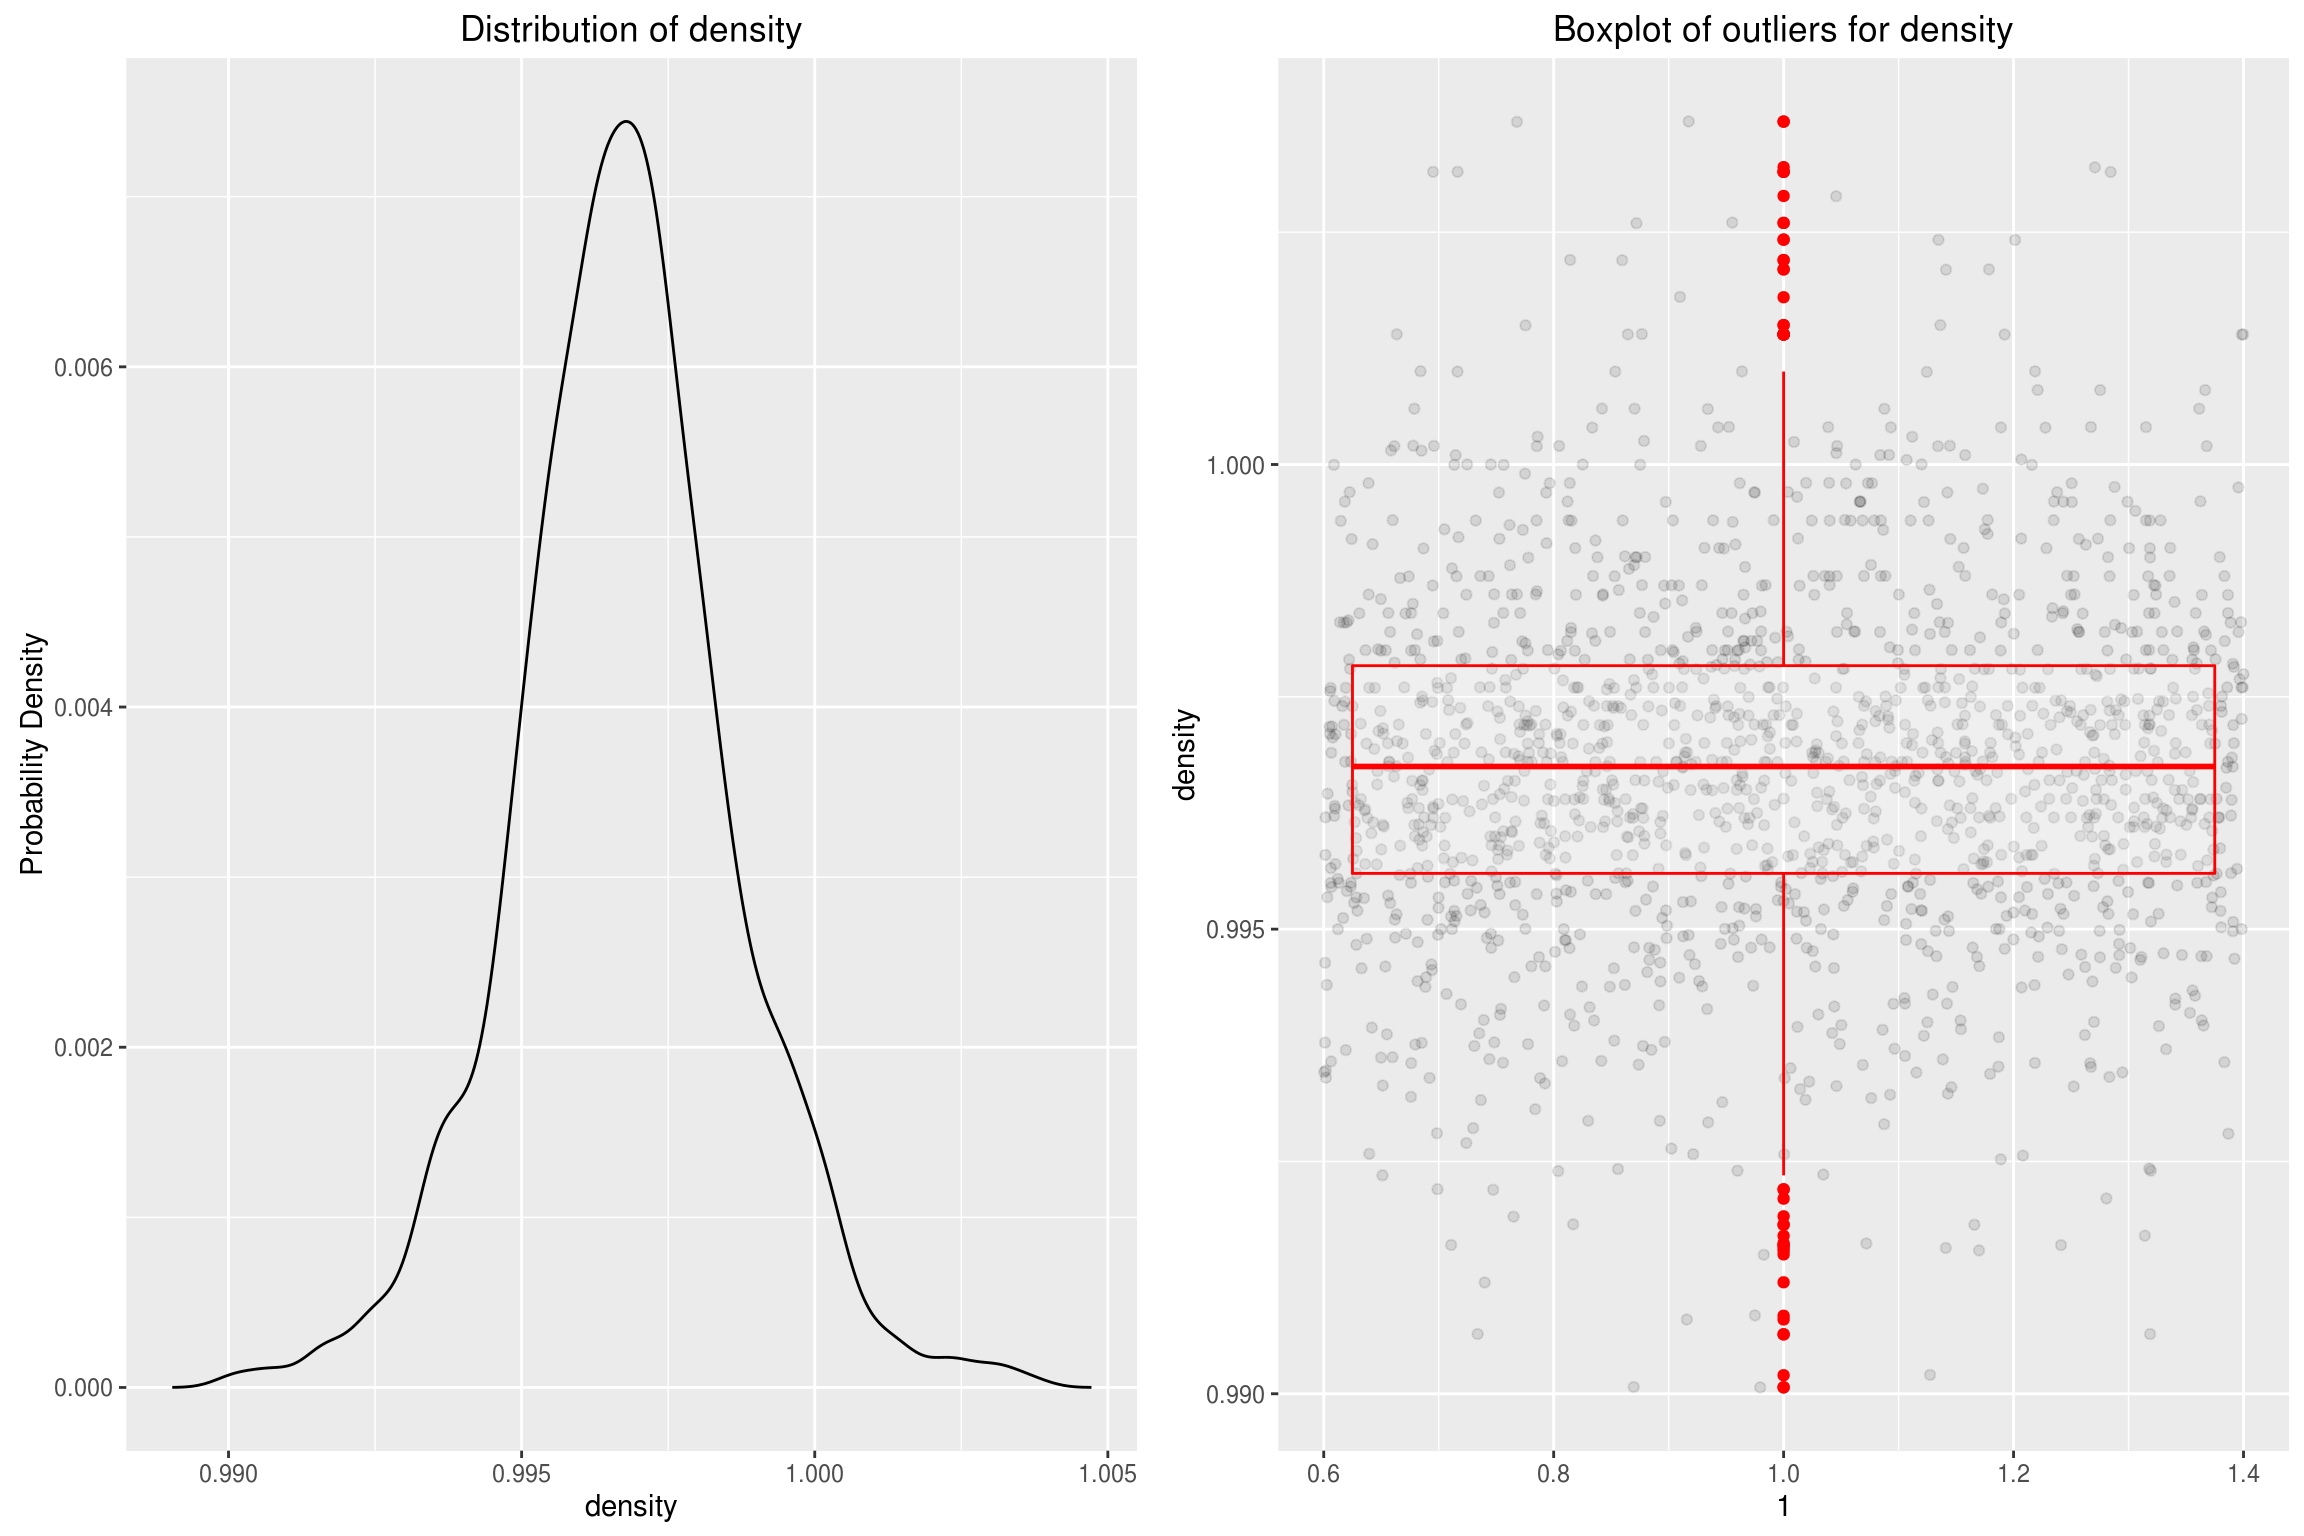 Distribution of density
Probability Density
0.006
0.004
0.002
0.000
0.990 0.995 1.000 1.005
density
Boxplot of outliers for density
density
1.000
0.995
0.990
0.6 0.8 1.0 1.2 1.4
1